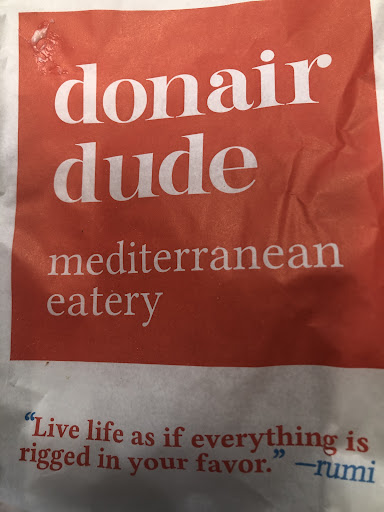 donair
dude
mediterranean
eatery
“Live life as if everything is
rigged in your favor.” —rumi